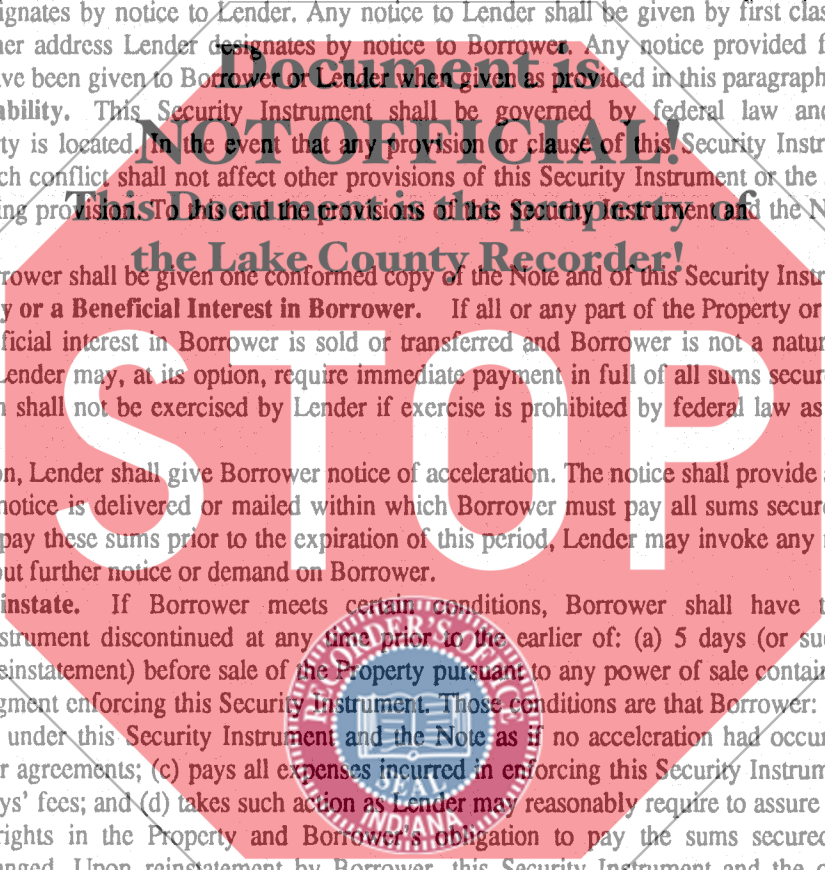 ignates by notice to Lender. Any notice to Lender shall be given by first clas
her address Lender designates by notice to Borrower. Any notice provided f
ave been given to Borrower or Lender when given as provided in this paragraph
Document is
ability. This Security Instrument shall be governed by federal law and
rty is located. In the event that any provision or clause of this Security Instr
NOT OFFICIAL!
ch conflict shall not affect other provisions of this Security Instrument or the
ing provision. To this end the provisions of this Security Instrument and the N
This Document is the property of
the Lake County Recorder!
rrower shall be given one conformed copy of the Note and of this Security Instr
y or a Beneficial Interest in Borrower. If all or any part of the Property or
ficial interest in Borrower is sold or transferred and Borrower is not a natur
Lender may, at its option, require immediate payment in full of all sums secur
n shall not be exercised by Lender if exercise is prohibited by federal law as
STOP
on, Lender shall give Borrower notice of acceleration. The notice shall provide
notice is delivered or mailed within which Borrower must pay all sums secure
pay these sums prior to the expiration of this period, Lender may invoke any
out further notice or demand on Borrower.
instate. If Borrower meets certain conditions, Borrower shall have t
strument discontinued at any time prior to the earlier of: (a) 5 days (or su
einstatement) before sale of the Property pursuant to any power of sale contain
gment enforcing this Security Instrument. Those conditions are that Borrower:
under this Security Instrument and the Note as if no acceleration had occur
r agreements; (c) pays all expenses incurred in enforcing this Security Instrum
ys' fees; and (d) takes such action as Lender may reasonably require to assure
rights in the Property and Borrower's obligation to pay the sums secured
anged. Upon reinstatement by Borrower, this Security Instrument and the o
RECORDER'S OFFICE
SEAL
INDIANA